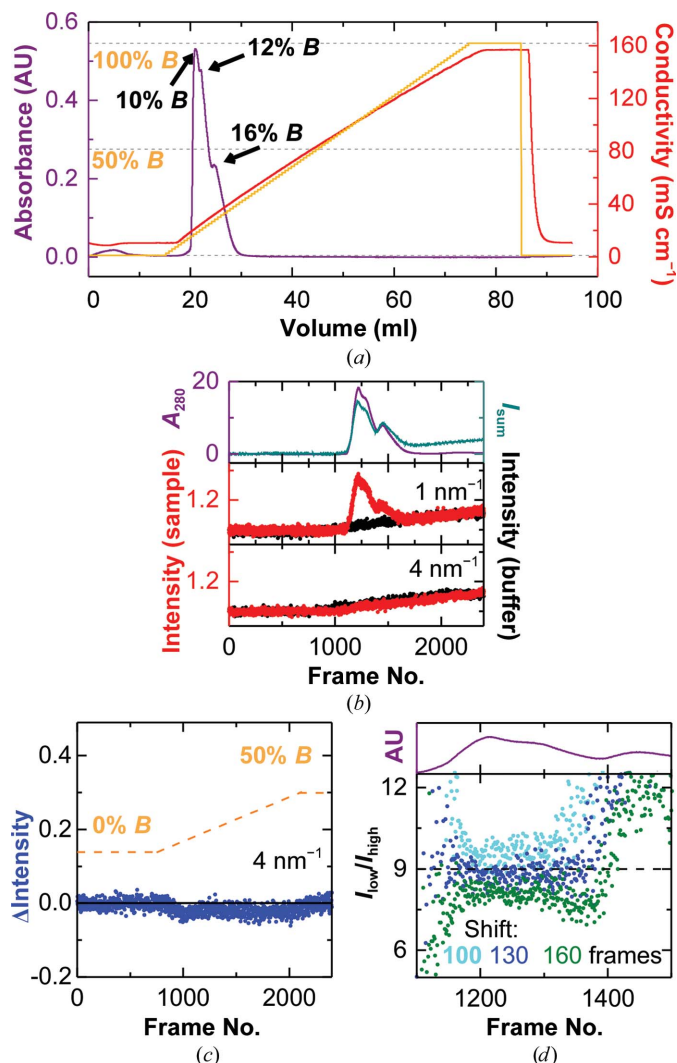 0.6
0.4
0.2
0.0
Absorbance (AU)
100% B
50% B
10% B
12% B
16% B
160
120
80
40
0
Conductivity (mS cm⁻¹)
0 20 40 60 80 100
Volume (ml)
(a)
20
0
A₂₈₀
Iₛᵤₘ
1.2
1 nm⁻¹
1.2
4 nm⁻¹
Intensity (sample)
Intensity (buffer)
0 1000 2000
Frame No.
(b)
0.4
0.2
0.0
-0.2
ΔIntensity
0% B
50% B
4 nm⁻¹
0 1000 2000
Frame No.
(c)
AU
12
9
6
I_low/I_high
Shift:
100 130 160 frames
1200 1400
Frame No.
(d)